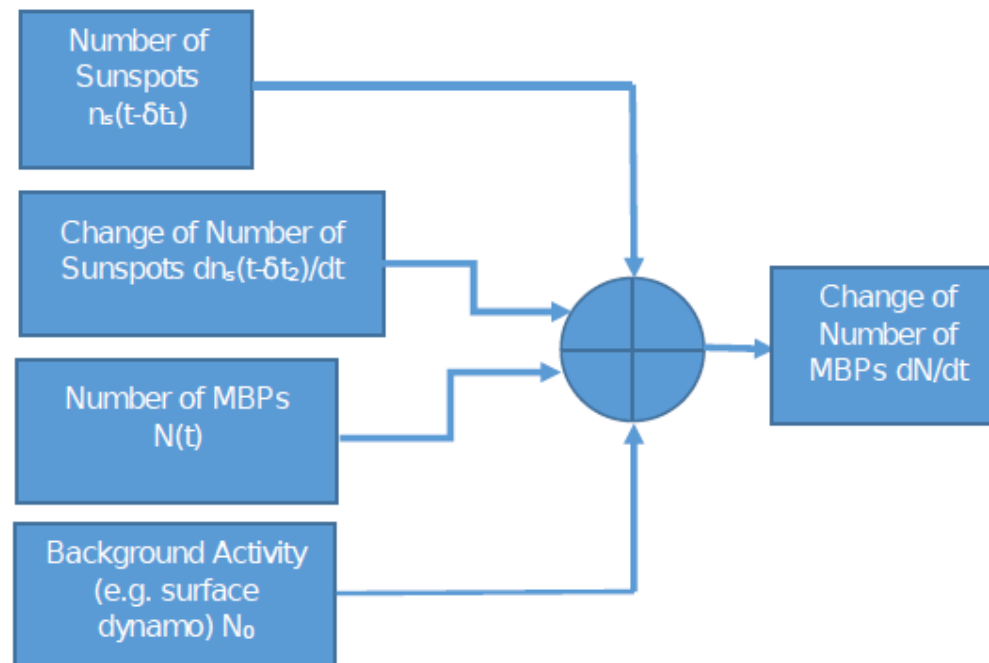 Number of
Sunspots
nₛ(t-δt₁)
Change of Number of
Sunspots dnₛ(t-δt₂)/dt
Number of MBPs
N(t)
Background Activity
(e.g. surface
dynamo) N₀
Change of
Number of
MBPs dN/dt